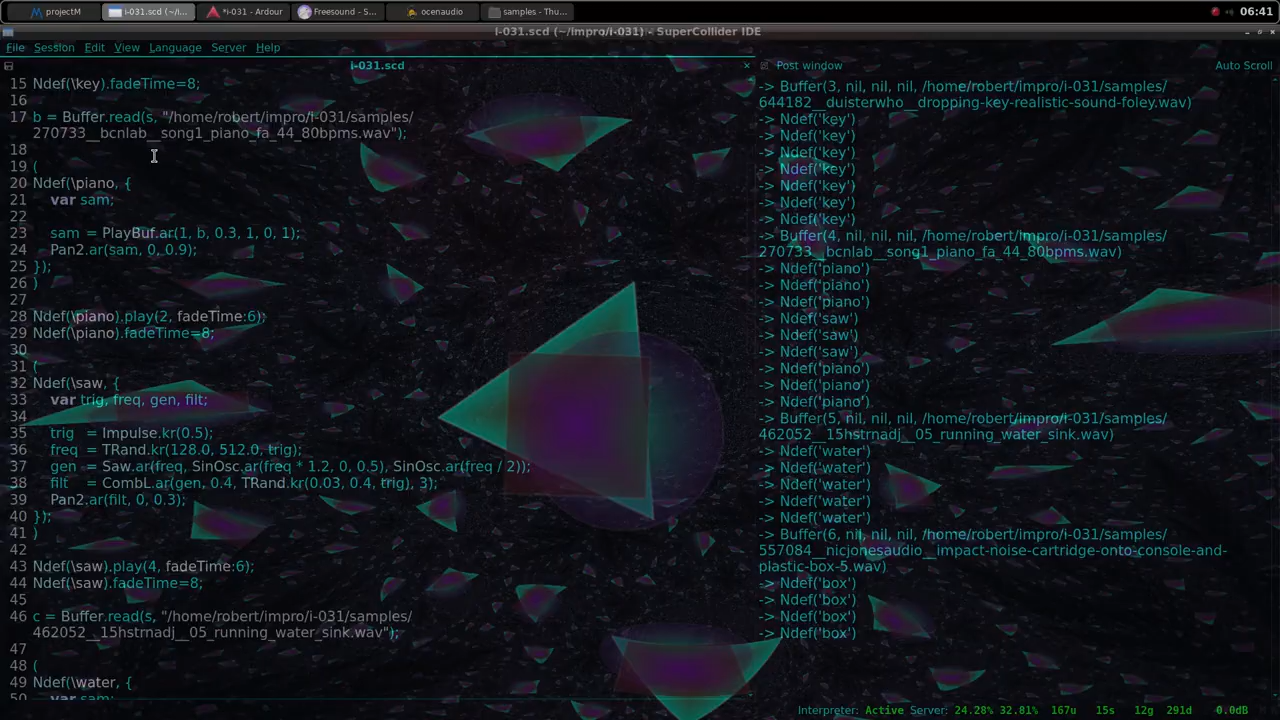 projectM
i-031.scd (~/i...
*i-031 - Ardour
Freesound - S...
ocenaudio
samples - Thu...
06:41
i-031.scd (~/impro/i-031) - SuperCollider IDE
File Session Edit View Language Server Help
i-031.scd
15 Ndef(\key).fadeTime=8;
16
17 b = Buffer.read(s, "/home/robert/impro/i-031/samples/
270733__bcnlab__song1_piano_fa_44_80bpms.wav");
18
19 (
20 Ndef(\piano, {
21 var sam;
22
23 sam = PlayBuf.ar(1, b, 0.3, 1, 0, 1);
24 Pan2.ar(sam, 0, 0.9);
25 });
26 )
27
28 Ndef(\piano).play(2, fadeTime:6);
29 Ndef(\piano).fadeTime=8;
30
31 (
32 Ndef(\saw, {
33 var trig, freq, gen, filt;
34
35 trig = Impulse.kr(0.5);
36 freq = TRand.kr(128.0, 512.0, trig);
37 gen = Saw.ar(freq, SinOsc.ar(freq * 1.2, 0, 0.5), SinOsc.ar(freq / 2));
38 filt = CombL.ar(gen, 0.4, TRand.kr(0.03, 0.4, trig), 3);
39 Pan2.ar(filt, 0, 0.3);
40 });
41 )
42
43 Ndef(\saw).play(4, fadeTime:6);
44 Ndef(\saw).fadeTime=8;
45
46 c = Buffer.read(s, "/home/robert/impro/i-031/samples/
462052__15hstrnadj__05_running_water_sink.wav");
47
48 (
49 Ndef(\water, {
50 var sam;
Post window
Auto Scroll
-> Buffer(3, nil, nil, nil, /home/robert/impro/i-031/samples/
644182__duisterwho__dropping-key-realistic-sound-foley.wav)
-> Ndef('key')
-> Ndef('key')
-> Ndef('key')
-> Ndef('key')
-> Ndef('key')
-> Ndef('key')
-> Ndef('key')
-> Buffer(4, nil, nil, nil, /home/robert/impro/i-031/samples/
270733__bcnlab__song1_piano_fa_44_80bpms.wav)
-> Ndef('piano')
-> Ndef('piano')
-> Ndef('piano')
-> Ndef('saw')
-> Ndef('saw')
-> Ndef('saw')
-> Ndef('piano')
-> Ndef('piano')
-> Ndef('piano')
-> Buffer(5, nil, nil, nil, /home/robert/impro/i-031/samples/
462052__15hstrnadj__05_running_water_sink.wav)
-> Ndef('water')
-> Ndef('water')
-> Ndef('water')
-> Ndef('water')
-> Ndef('water')
-> Buffer(6, nil, nil, nil, /home/robert/impro/i-031/samples/
557084__nicjonesaudio__impact-noise-cartridge-onto-console-and-
plastic-box-5.wav)
-> Ndef('box')
-> Ndef('box')
-> Ndef('box')
-> Ndef('box')
Interpreter: Active Server: 24.28% 32.81% 167u 15s 12g 291d 0.0dB